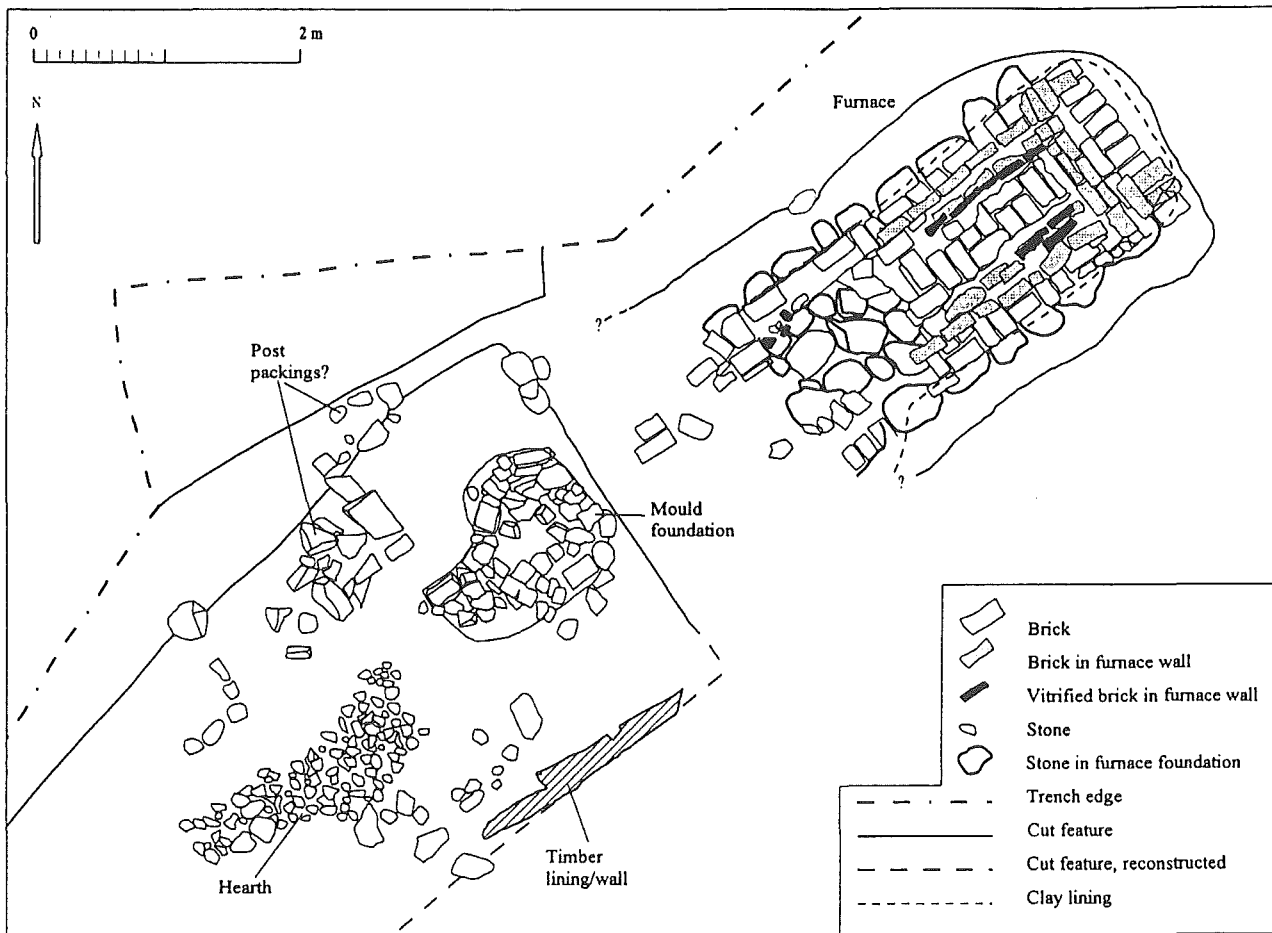 0 2 m
N
Furnace
?
Post
packings?
Mould
foundation
?
Hearth
Timber
lining/wall
Brick
Brick in furnace wall
Vitrified brick in furnace wall
Stone
Stone in furnace foundation
Trench edge
Cut feature
Cut feature, reconstructed
Clay lining